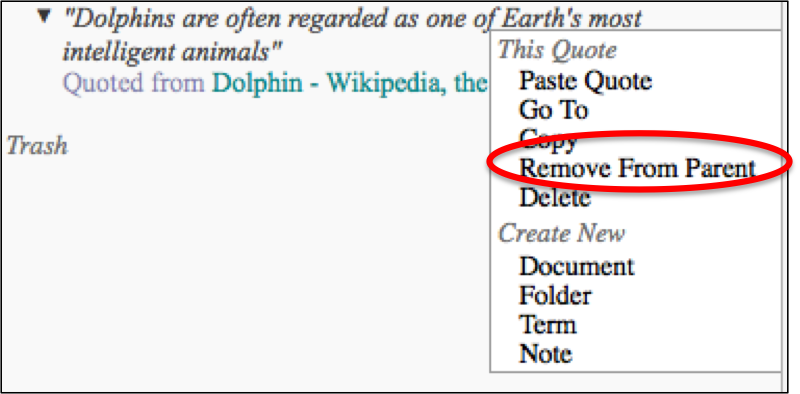 ▼ "Dolphins are often regarded as one of Earth's most
intelligent animals"
Quoted from Dolphin - Wikipedia, the
Trash
This Quote
Paste Quote
Go To
Copy
Remove From Parent
Delete
Create New
Document
Folder
Term
Note